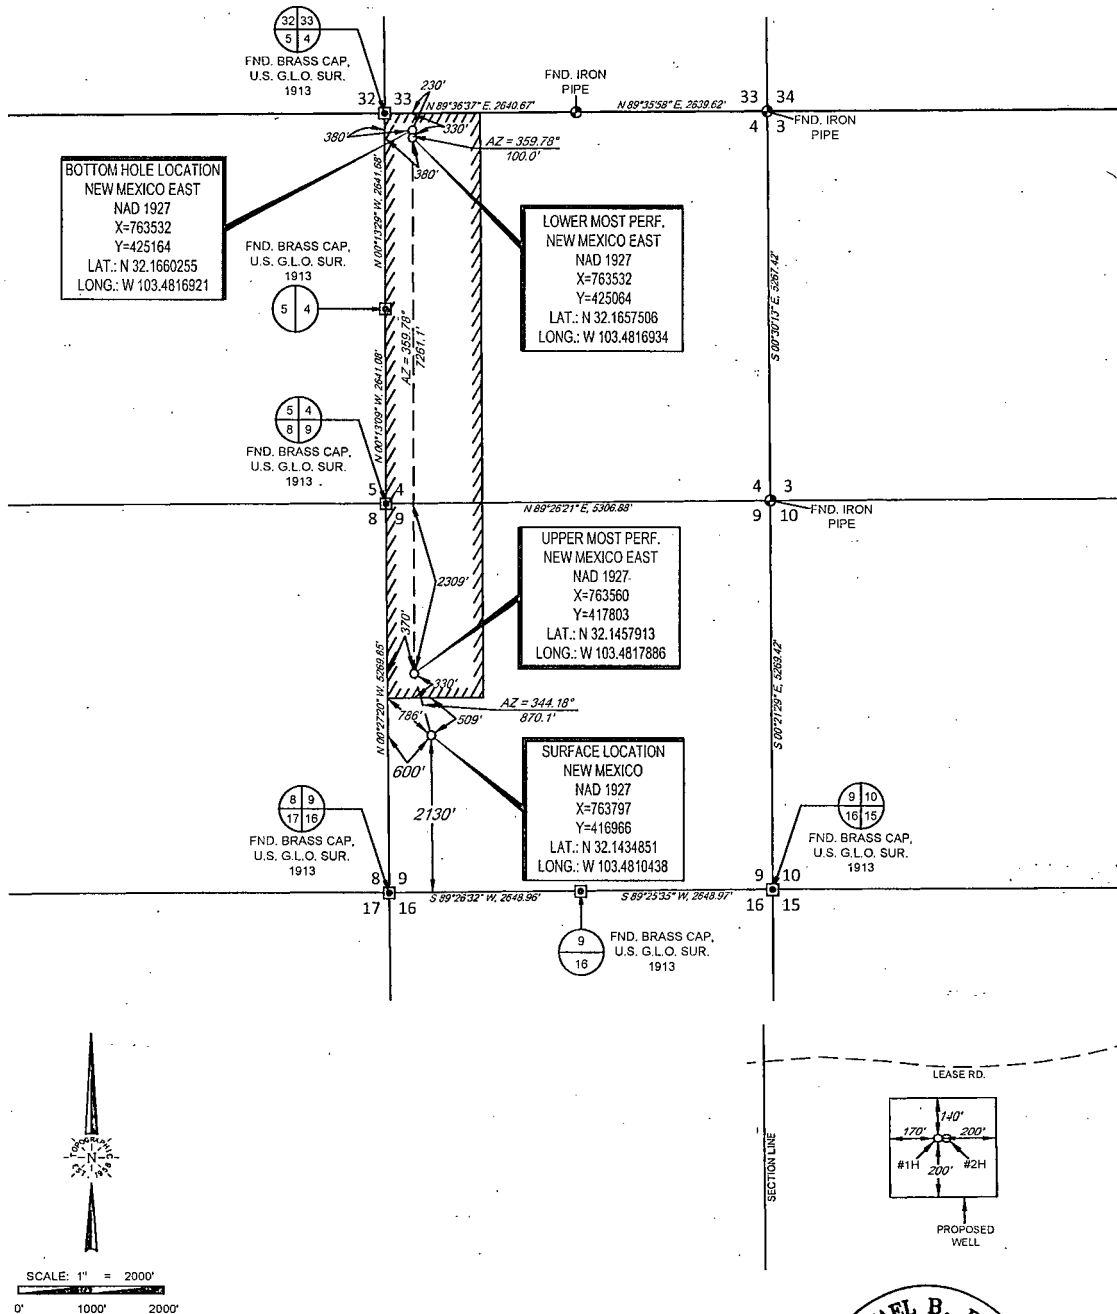 32 33
5 4
FND. BRASS CAP,
U.S. G.L.O. SUR.
1913
32 33
230'
N 89°36'37" E, 2640.67'
FND. IRON
PIPE
N 89°35'58" E, 2639.62'
33 34
4 3
FND. IRON
PIPE
380'
330'
AZ = 359.78°
100.0'
380'
BOTTOM HOLE LOCATION
NEW MEXICO EAST
NAD 1927
X=763532
Y=425164
LAT.: N 32.1660255
LONG.: W 103.4816921
N 00°13'29" W, 2641.68'
LOWER MOST PERF.
NEW MEXICO EAST
NAD 1927
X=763532
Y=425064
LAT.: N 32.1657506
LONG.: W 103.4816934
FND. BRASS CAP,
U.S. G.L.O. SUR.
1913
5 4
AZ = 359.78°
7261.1'
S 00°30'13" E, 5267.42'
N 00°13'09" W, 2641.08'
5 4
8 9
FND. BRASS CAP,
U.S. G.L.O. SUR.
1913
5 4
8 9
N 89°26'21" E, 5306.88'
4 3
9 10
FND. IRON
PIPE
UPPER MOST PERF.
NEW MEXICO EAST
NAD 1927
X=763560
Y=417803
LAT.: N 32.1457913
LONG.: W 103.4817886
2309'
370'
330'
N 00°27'20" W, 5269.85'
S 00°21'29" E, 5269.42'
AZ = 344.18°
870.1'
786'
509'
600'
2130'
SURFACE LOCATION
NEW MEXICO
NAD 1927
X=763797
Y=416966
LAT.: N 32.1434851
LONG.: W 103.4810438
8 9
17 16
FND. BRASS CAP,
U.S. G.L.O. SUR.
1913
9 10
16 15
FND. BRASS CAP,
U.S. G.L.O. SUR.
1913
8 9
17 16
S 89°26'32" W, 2648.96'
S 89°25'35" W, 2648.97'
9 10
16 15
9
16
FND. BRASS CAP,
U.S. G.L.O. SUR.
1913
TOPOGRAPHIC
N
EST. 1958
SCALE: 1" = 2000'
0' 1000' 2000'
SECTION LINE
LEASE RD.
140'
170' 200'
#1H #2H
200'
PROPOSED
WELL
EL B.